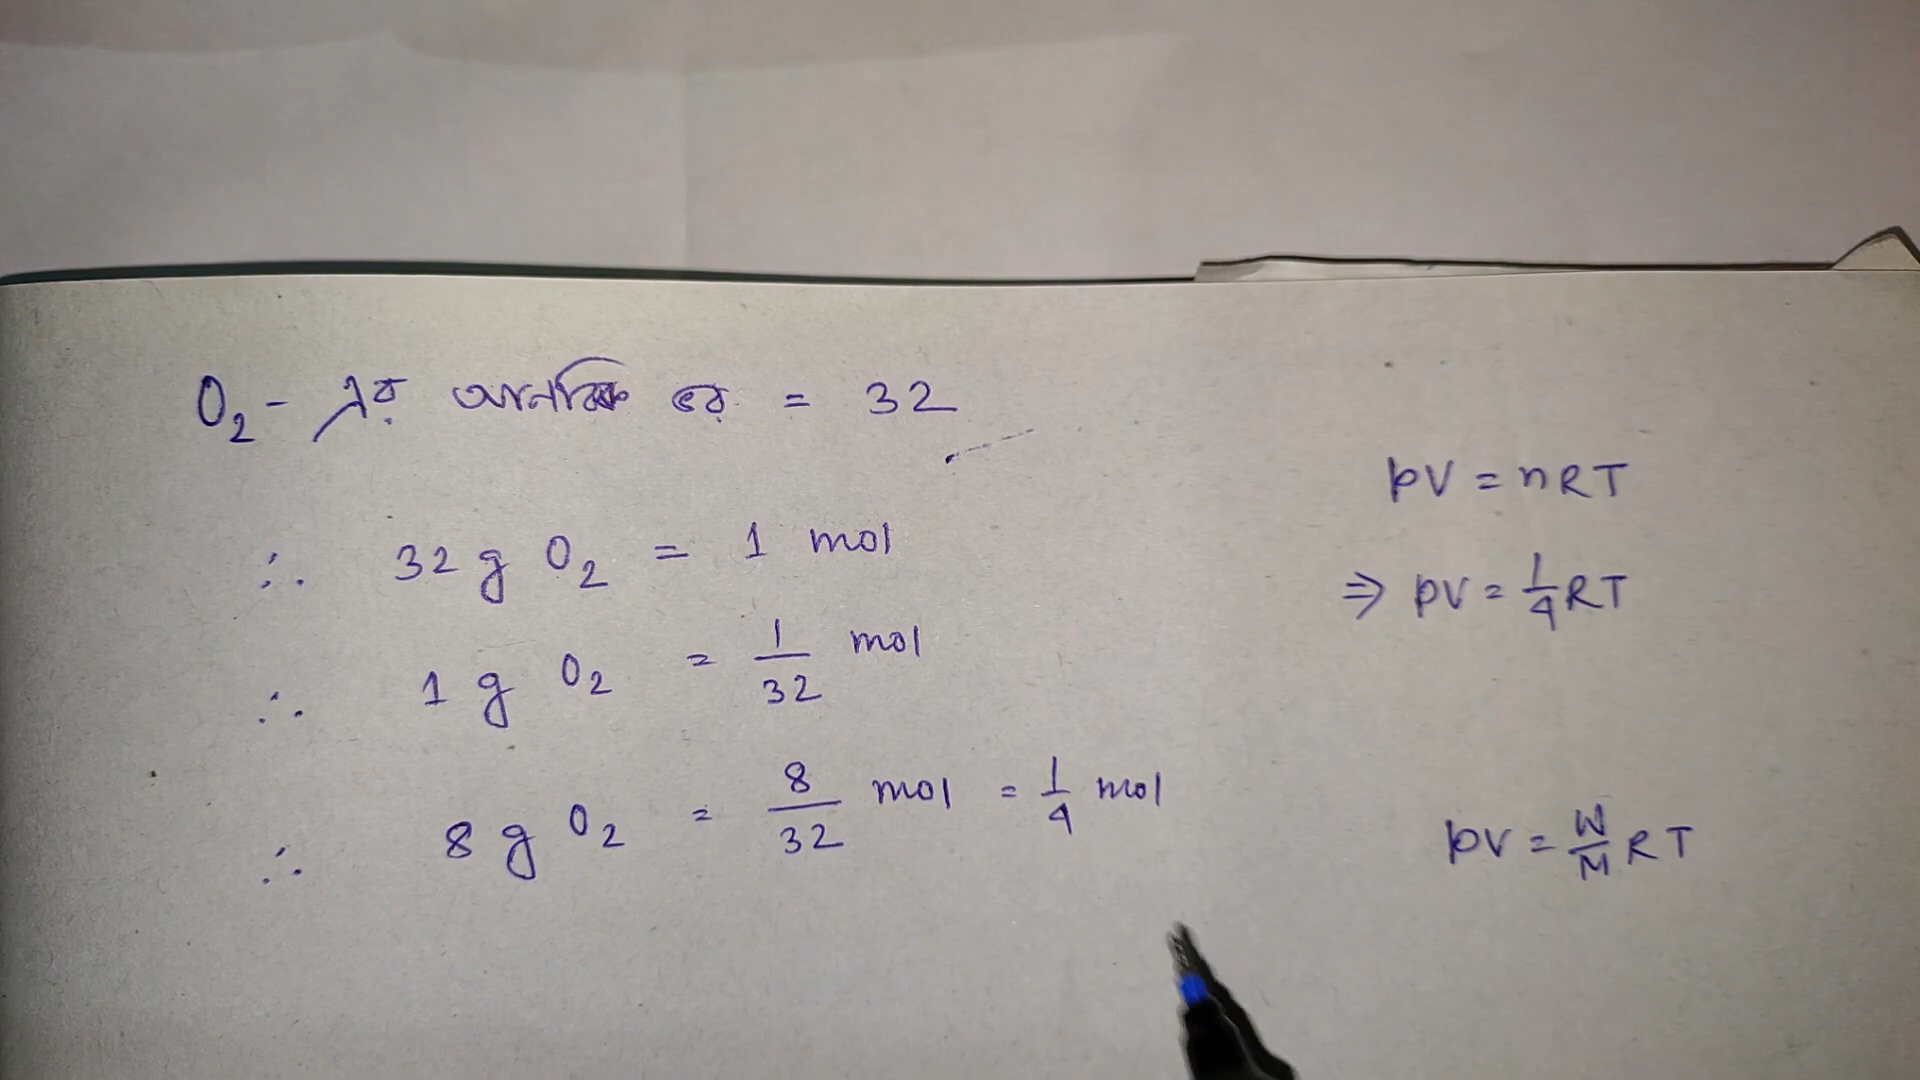 O₂ - এর আনবিক ভর = 32
∴ 32 g O₂ = 1 mol
∴ 1 g O₂ = 1/32 mol
∴ 8 g O₂ = 8/32 mol = 1/4 mol
PV = nRT
⇒ PV = 1/4 RT
PV = W/M RT